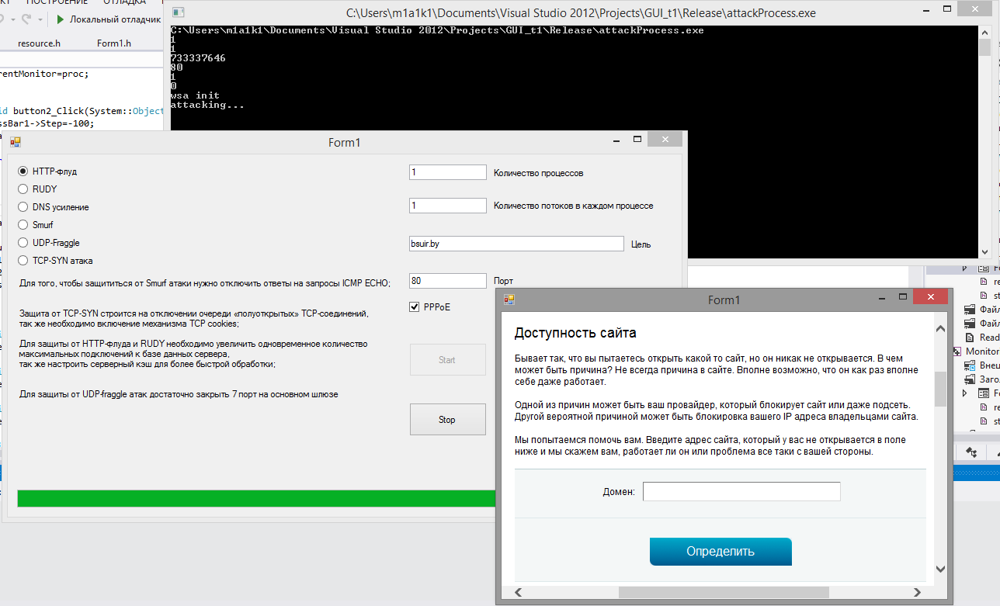 ПОСТРОЕНИЕ ОТЛАДКА
Локальный отладчик
resource.h Form1.h
rentMonitor=proc;
id button2_Click(System::Object
ssBar1->Step=-100;
C:\Users\m1a1k1\Documents\Visual Studio 2012\Projects\GUI_t1\Release\attackProcess.exe
C:\Users\m1a1k1\Documents\Visual Studio 2012\Projects\GUI_t1\Release\attackProcess.exe
1
1
733337646
80
1
0
wsa init
attacking...
Form1
HTTP-флуд
RUDY
DNS усиление
Smurf
UDP-Fraggle
TCP-SYN атака
Для того, чтобы защититься от Smurf атаки нужно отключить ответы на запросы ICMP ECHO;
Защита от TCP-SYN строится на отключении очереди «полуоткрытых» TCP-соединений,
так же необходимо включение механизма TCP cookies;
Для защиты от HTTP-Флуда и RUDY необходимо увеличить одновременное количество
максимальных подключений к базе данных сервера,
так же настроить серверный кэш для более быстрой обработки;
Для защиты от UDP-fraggle атак достаточно закрыть 7 порт на основном шлюзе
1 Количество процессов
1 Количество потоков в каждом процессе
bsuir.by Цель
80 Порт
PPPoE
Start
Stop
Form1
Доступность сайта
Бывает так, что вы пытаетесь открыть какой то сайт, но он никак не открывается. В чем
может быть причина? Не всегда причина в сайте. Вполне возможно, что он как раз вполне
себе даже работает.
Одной из причин может быть ваш провайдер, который блокирует сайт или даже подсеть.
Другой вероятной причиной может быть блокировка вашего IP адреса владельцами сайта.
Мы попытаемся помочь вам. Введите адрес сайта, который у вас не открывается в поле
ниже и мы скажем вам, работает ли он или проблема все таки с вашей стороны.
Домен:
Определить
re
st
Файл
Файл
Read
Monitor
Внеш
Заго
re
st